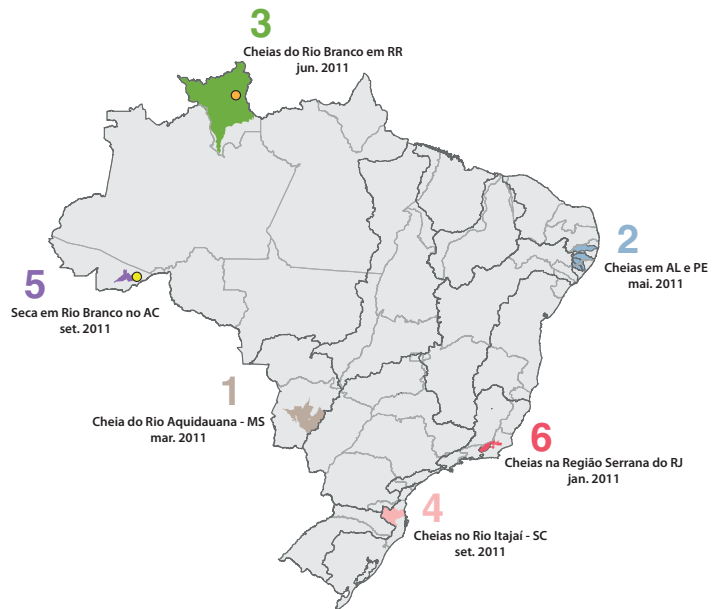 3
Cheias do Rio Branco em RR
jun. 2011
2
Cheias em AL e PE
mai. 2011
5
Seca em Rio Branco no AC
set. 2011
1
Cheia do Rio Aquidauana - MS
mar. 2011
6
Cheias na Região Serrana do RJ
jan. 2011
4
Cheias no Rio Itajaí - SC
set. 2011